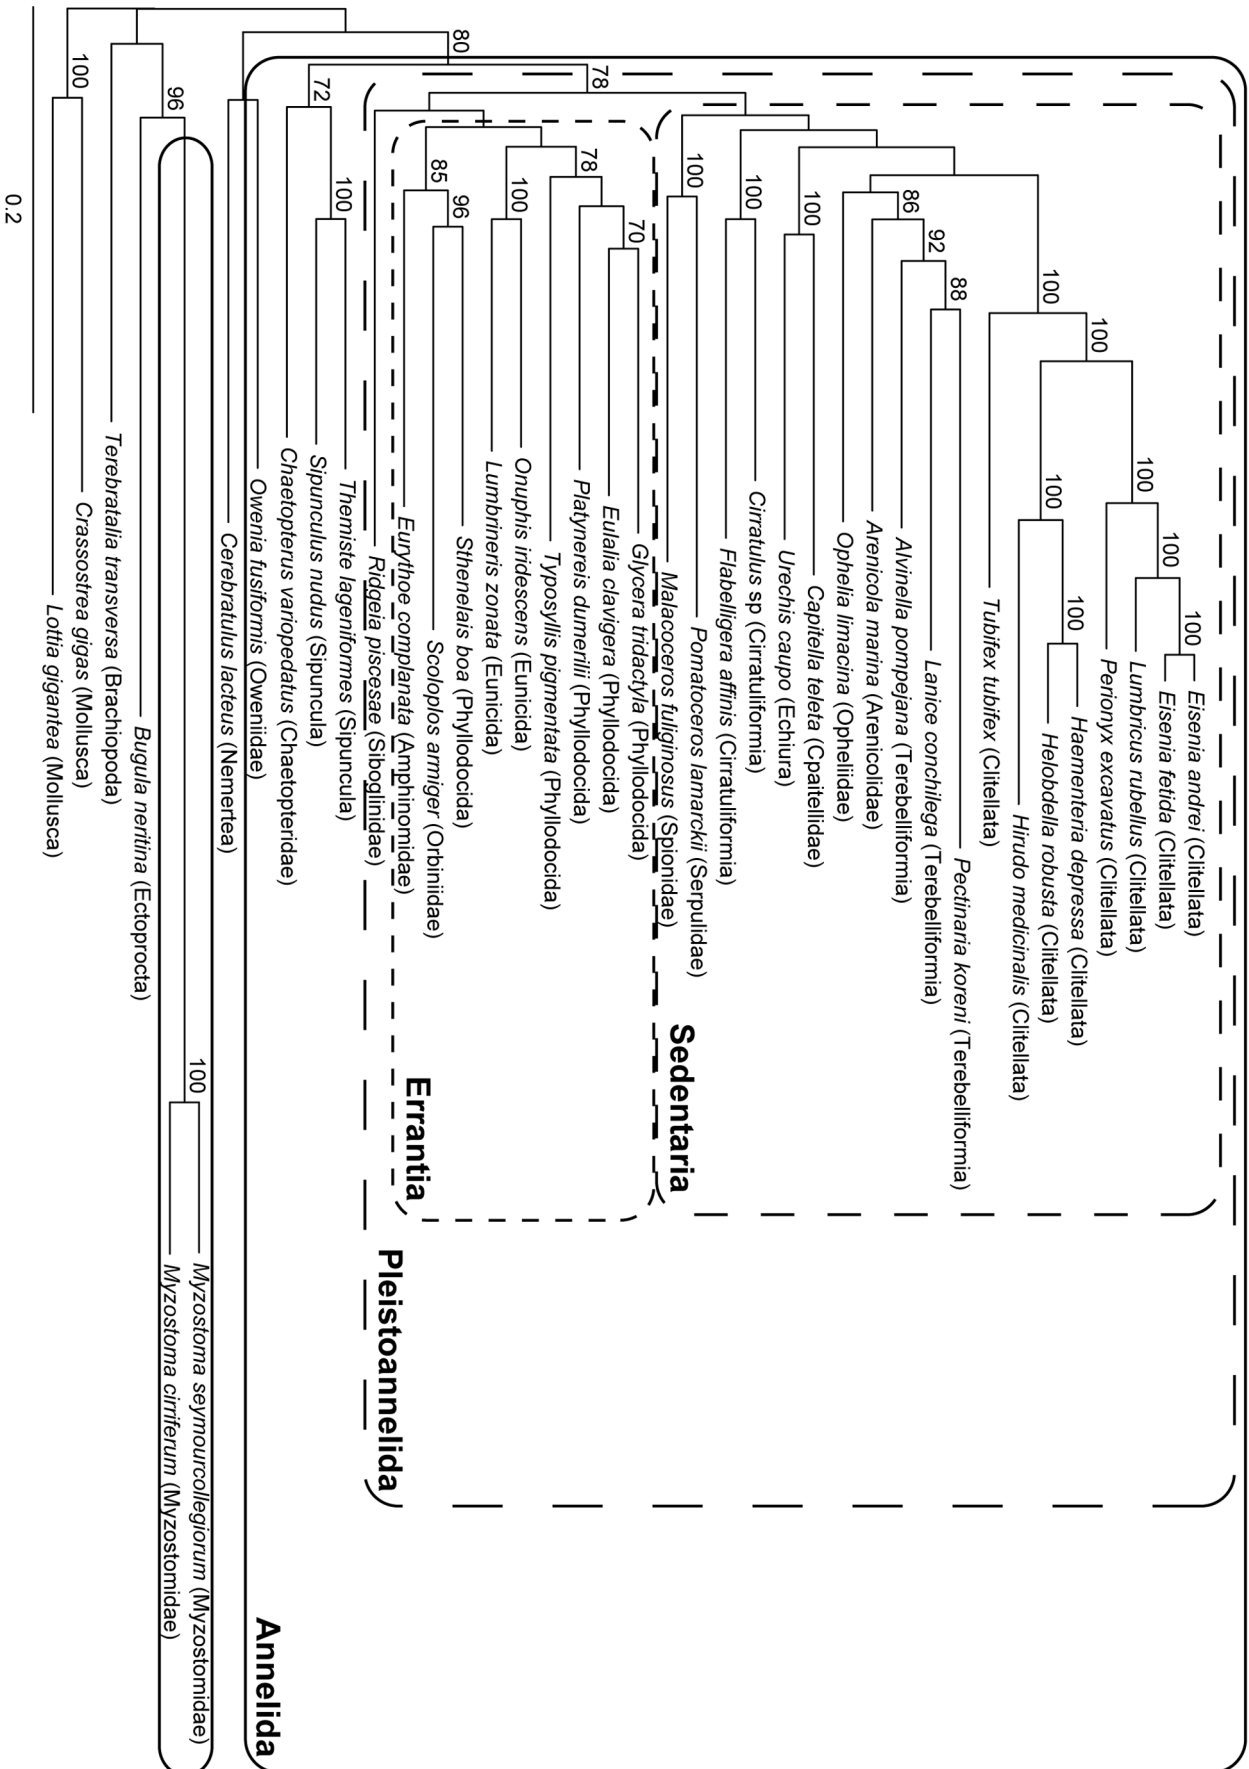 Eisenia andrei (Clitellata)
100
Eisenia fetida (Clitellata)
100
Lumbricus rubellus (Clitellata)
100
Perionyx excavatus (Clitellata)
100
Haementeria depressa (Clitellata)
100
Helobdella robusta (Clitellata)
100
100
Hirudo medicinalis (Clitellata)
Tubifex tubifex (Clitellata)
Pectinaria koreni (Terebelliformia)
88
92
Lanice conchilega (Terebelliformia)
86
Alvinella pompejana (Terebelliformia)
Arenicola marina (Arenicolidae)
Ophelia limacina (Opheliidae)
Capitella teleta (Cpaitellidae)
100
Urechis caupo (Echiura)
Cirratulus sp (Cirratuliformia)
100
Flabelligera affinis (Cirratuliformia)
Pomatoceros lamarckii (Serpulidae)
100
Sedentaria
Malacoceros fuliginosus (Spionidae)
Glycera tridactyla (Phyllodocida)
70
Eulalia clavigera (Phyllodocida)
78
78
Platynereis dumerilii (Phyllodocida)
Typosyllis pigmentata (Phyllodocida)
Onuphis iridescens (Eunicida)
100
Lumbrineris zonata (Eunicida)
Sthenelais boa (Phyllodocida)
96
80
85
Scoloplos armiger (Orbiniidae)
Errantia
Eurythoe complanata (Amphinomidae)
Pleistoannelida
Ridgeia piscesae (Siboglinidae)
Themiste lageniformes (Sipuncula)
100
72
Sipunculus nudus (Sipuncula)
Chaetopterus variopedatus (Chaetopteridae)
Annelida
Owenia fusiformis (Oweniidae)
Cerebratulus lacteus (Nemertea)
Myzostoma seymourcollegiorum (Myzostomidae)
100
96
Myzostoma cirriferum (Myzostomidae)
Bugula neritina (Ectoprocta)
Terebratalia transversa (Brachiopoda)
Crassostrea gigas (Mollusca)
100
Lottia gigantea (Mollusca)
0.2